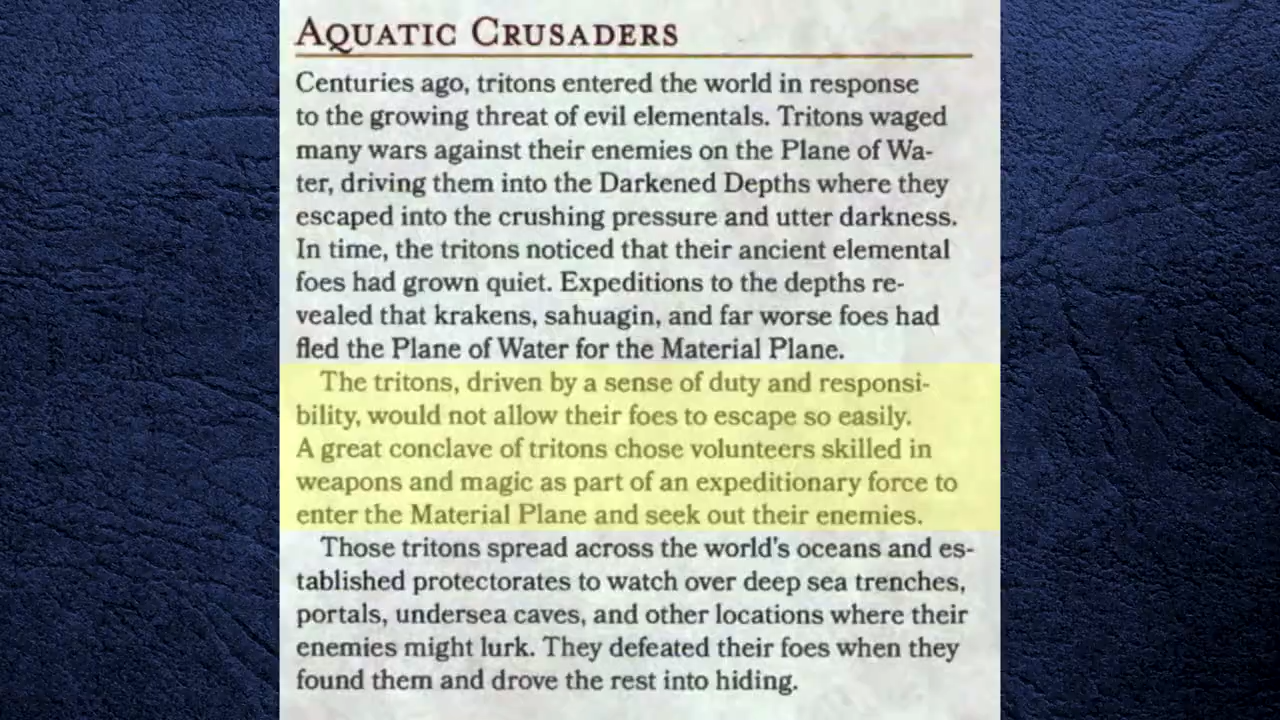 AQUATIC CRUSADERS
Centuries ago, tritons entered the world in response
to the growing threat of evil elementals. Tritons waged
many wars against their enemies on the Plane of Wa-
ter, driving them into the Darkened Depths where they
escaped into the crushing pressure and utter darkness.
In time, the tritons noticed that their ancient elemental
foes had grown quiet. Expeditions to the depths re-
vealed that krakens, sahuagin, and far worse foes had
fled the Plane of Water for the Material Plane.
The tritons, driven by a sense of duty and responsi-
bility, would not allow their foes to escape so easily.
A great conclave of tritons chose volunteers skilled in
weapons and magic as part of an expeditionary force to
enter the Material Plane and seek out their enemies.
Those tritons spread across the world's oceans and es-
tablished protectorates to watch over deep sea trenches,
portals, undersea caves, and other locations where their
enemies might lurk. They defeated their foes when they
found them and drove the rest into hiding.